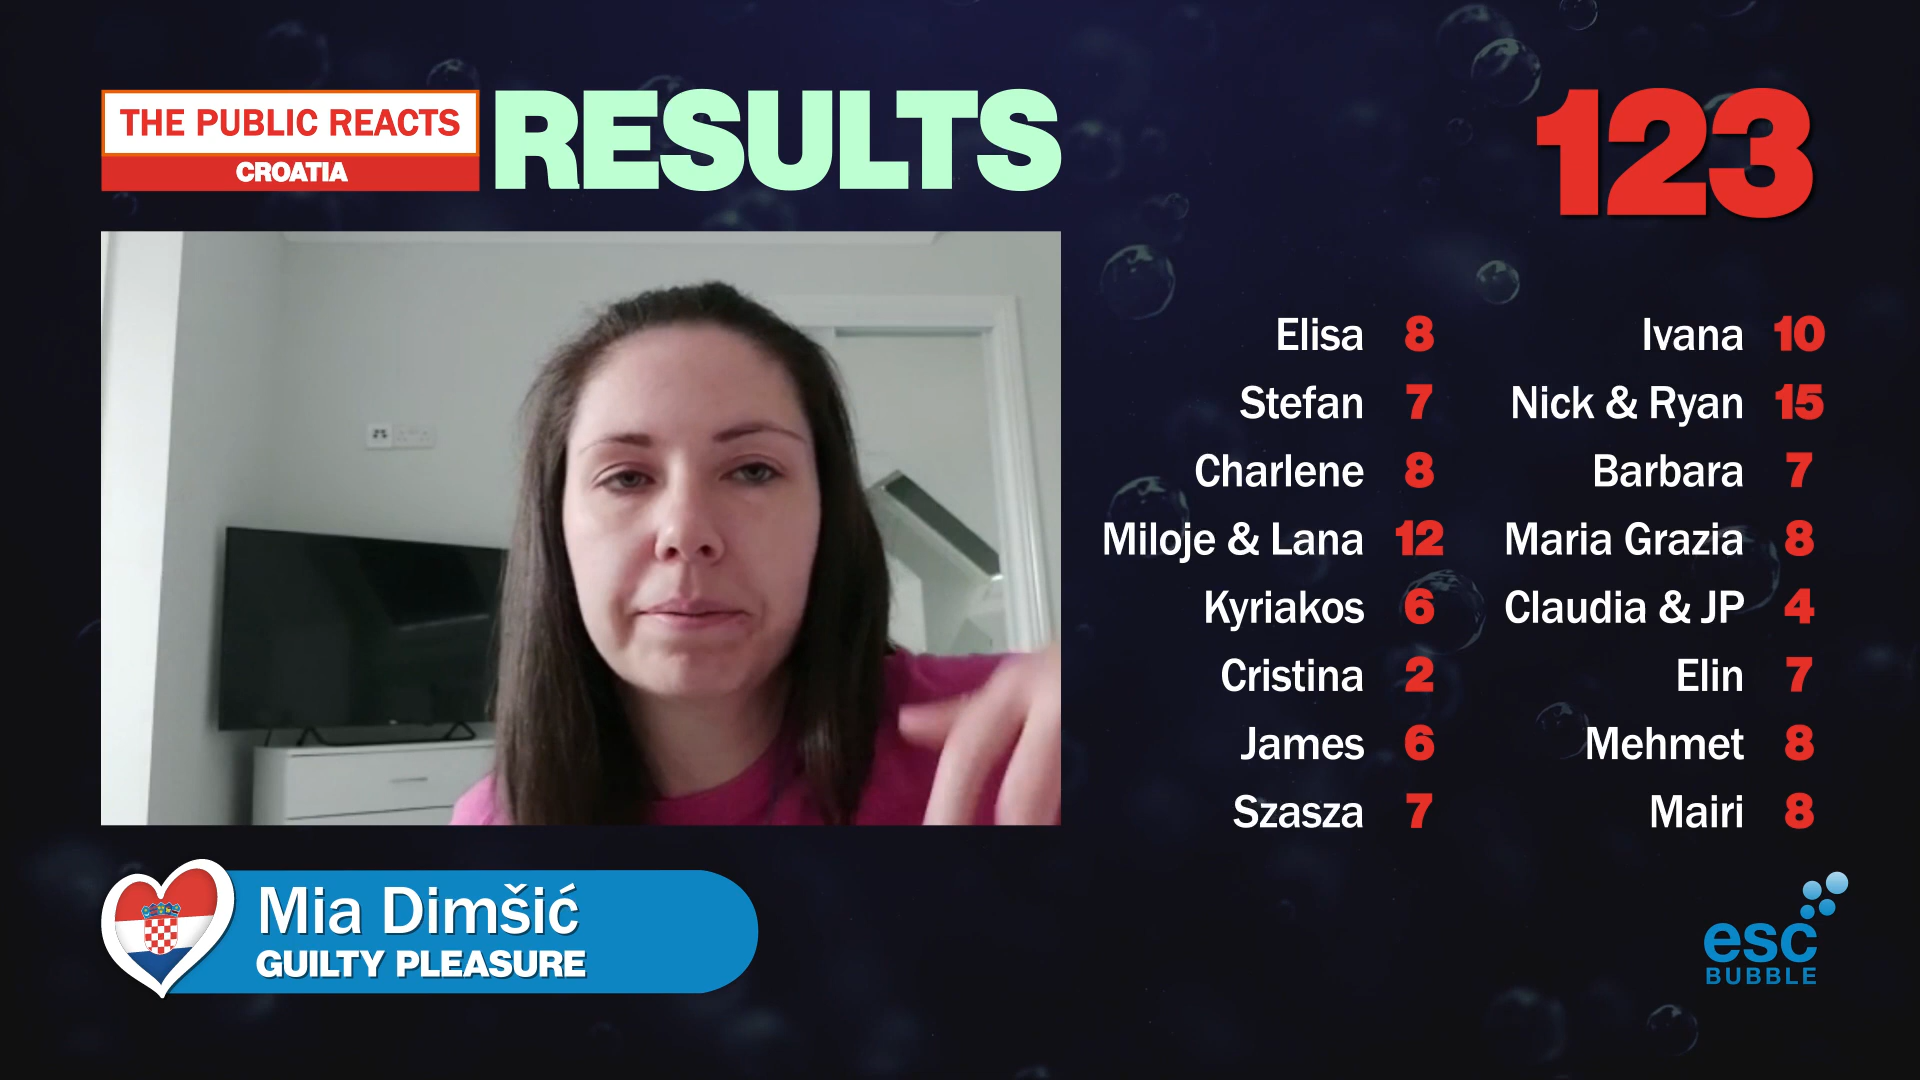 THE PUBLIC REACTS
CROATIA
RESULTS
123
Elisa 8
Stefan 7
Charlene 8
Miloje & Lana 12
Kyriakos 6
Cristina 2
James 6
Szasza 7
Ivana 10
Nick & Ryan 15
Barbara 7
Maria Grazia 8
Claudia & JP 4
Elin 7
Mehmet 8
Mairi 8
Mia Dimšić
GUILTY PLEASURE
esc
BUBBLE